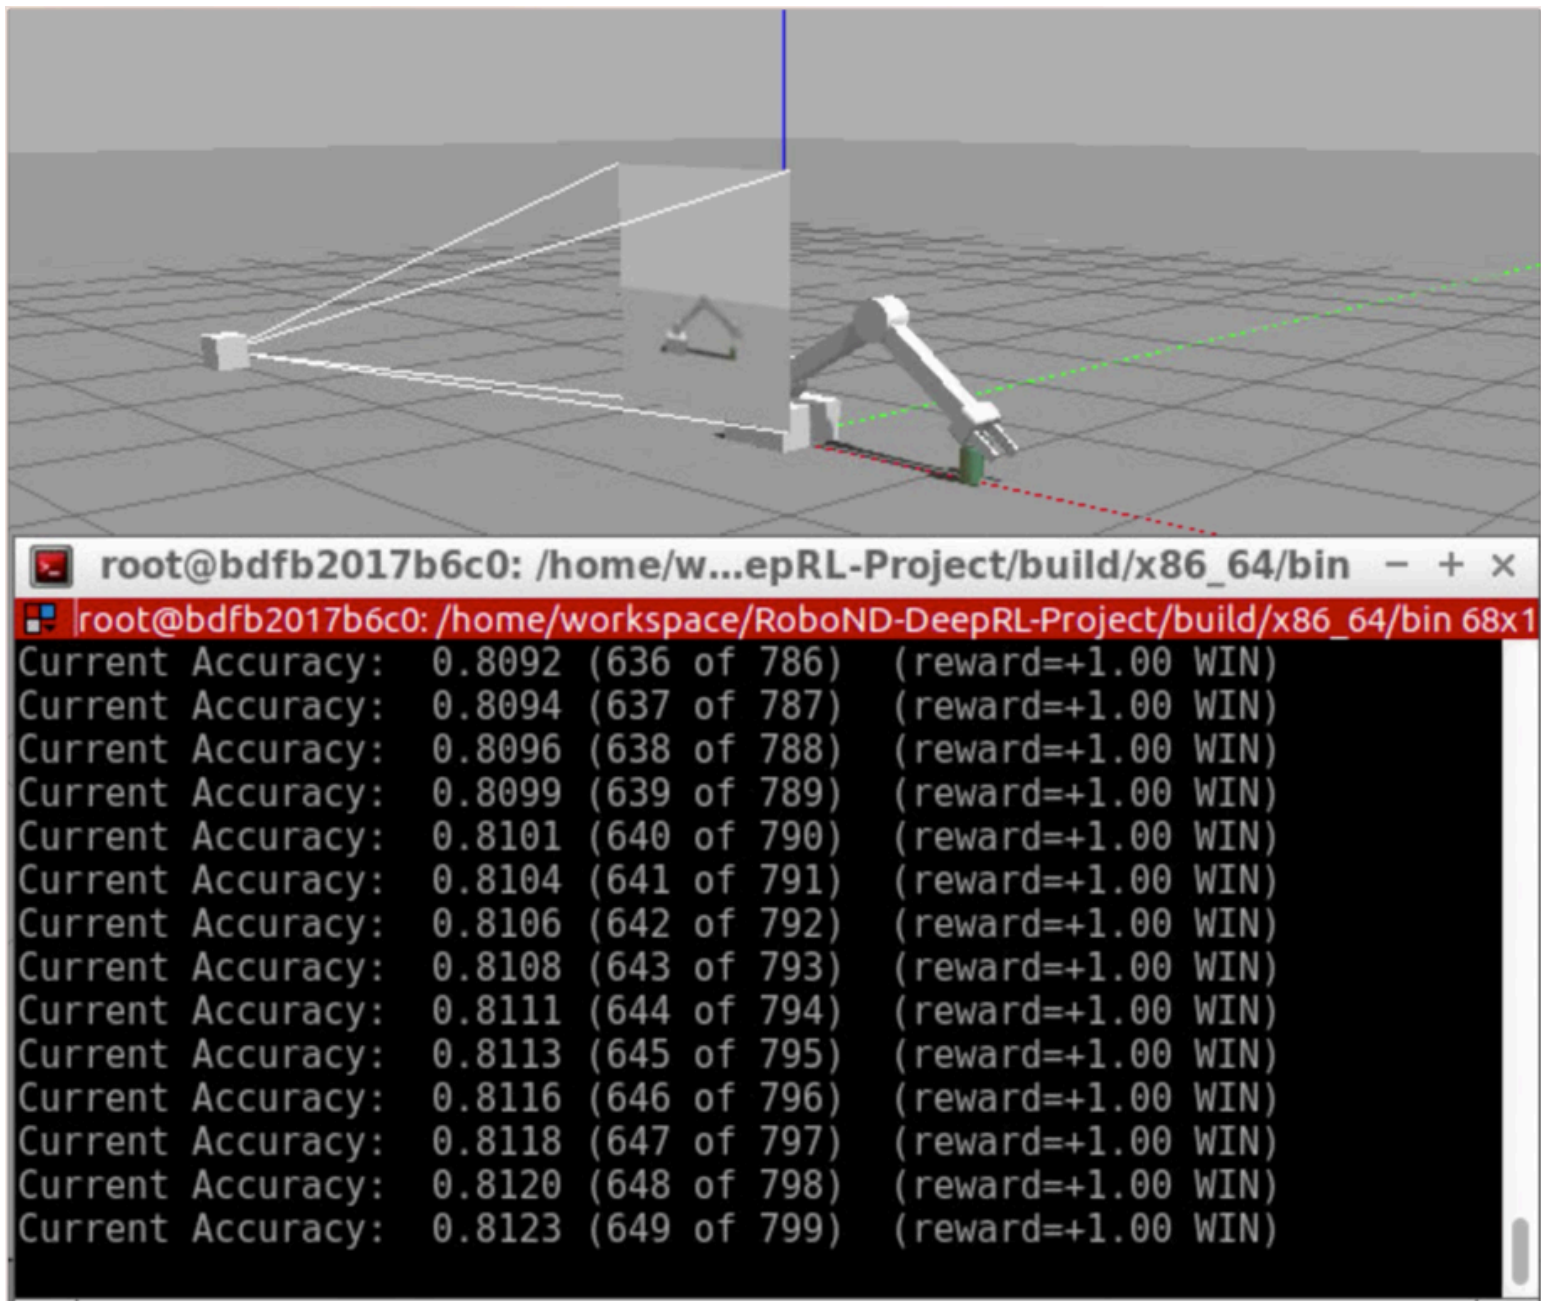 root@bdfb2017b6c0: /home/w...epRL-Project/build/x86_64/bin
root@bdfb2017b6c0: /home/workspace/RoboND-DeepRL-Project/build/x86_64/bin 68x1
Current Accuracy:  0.8092 (636 of 786)  (reward=+1.00 WIN)
Current Accuracy:  0.8094 (637 of 787)  (reward=+1.00 WIN)
Current Accuracy:  0.8096 (638 of 788)  (reward=+1.00 WIN)
Current Accuracy:  0.8099 (639 of 789)  (reward=+1.00 WIN)
Current Accuracy:  0.8101 (640 of 790)  (reward=+1.00 WIN)
Current Accuracy:  0.8104 (641 of 791)  (reward=+1.00 WIN)
Current Accuracy:  0.8106 (642 of 792)  (reward=+1.00 WIN)
Current Accuracy:  0.8108 (643 of 793)  (reward=+1.00 WIN)
Current Accuracy:  0.8111 (644 of 794)  (reward=+1.00 WIN)
Current Accuracy:  0.8113 (645 of 795)  (reward=+1.00 WIN)
Current Accuracy:  0.8116 (646 of 796)  (reward=+1.00 WIN)
Current Accuracy:  0.8118 (647 of 797)  (reward=+1.00 WIN)
Current Accuracy:  0.8120 (648 of 798)  (reward=+1.00 WIN)
Current Accuracy:  0.8123 (649 of 799)  (reward=+1.00 WIN)